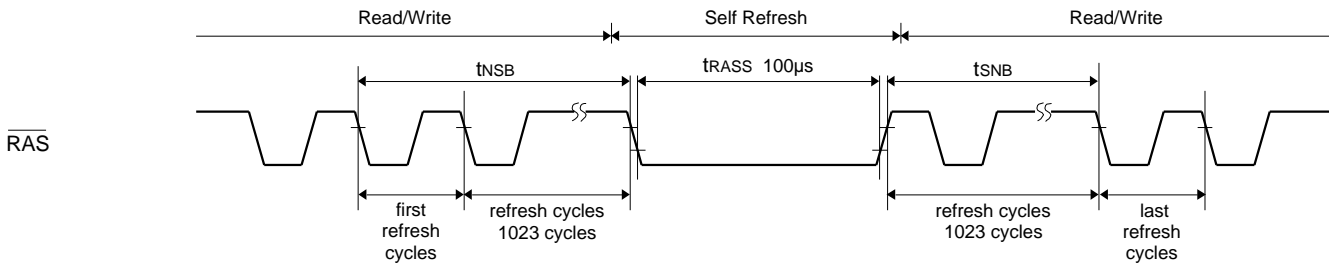 Read/Write
Self Refresh
Read/Write
tNSB
tRASS 100µs
tSNB
RAS
first
refresh
cycles
refresh cycles
1023 cycles
refresh cycles
1023 cycles
last
refresh
cycles